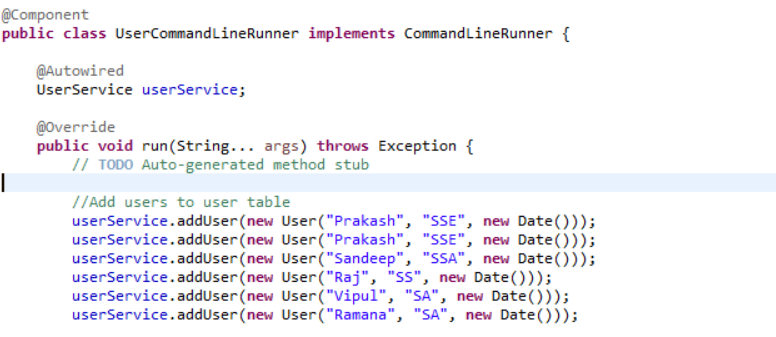 @Component
public class UserCommandLineRunner implements CommandLineRunner {
@Autowired
UserService userService;
@Override
public void run(String... args) throws Exception {
// TODO Auto-generated method stub
//Add users to user table
userService.addUser(new User("Prakash", "SSE", new Date()));
userService.addUser(new User("Prakash", "SSE", new Date()));
userService.addUser(new User("Sandeep", "SSA", new Date()));
userService.addUser(new User("Raj", "SS", new Date()));
userService.addUser(new User("Vipul", "SA", new Date()));
userService.addUser(new User("Ramana", "SA", new Date()));